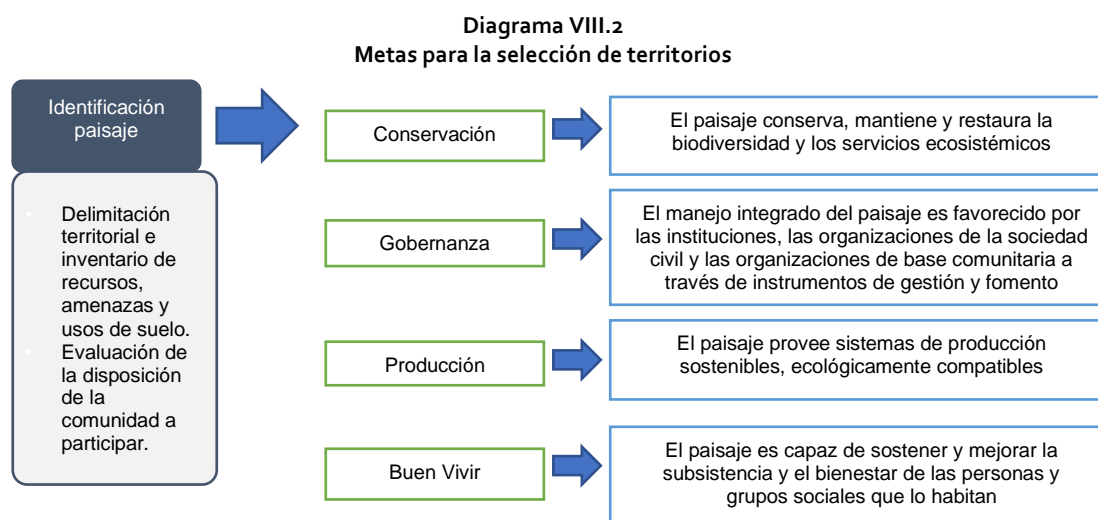 Diagrama VIII.2
Metas para la selección de territorios
Identificación
paisaje
• Delimitación
territorial e
inventario de
recursos,
amenazas y
usos de suelo.
• Evaluación de
la disposición
de la
comunidad a
participar.
Conservación
El paisaje conserva, mantiene y restaura la
biodiversidad y los servicios ecosistémicos
Gobernanza
El manejo integrado del paisaje es favorecido por
las instituciones, las organizaciones de la sociedad
civil y las organizaciones de base comunitaria a
través de instrumentos de gestión y fomento
Producción
El paisaje provee sistemas de producción
sostenibles, ecológicamente compatibles
Buen Vivir
El paisaje es capaz de sostener y mejorar la
subsistencia y el bienestar de las personas y
grupos sociales que lo habitan